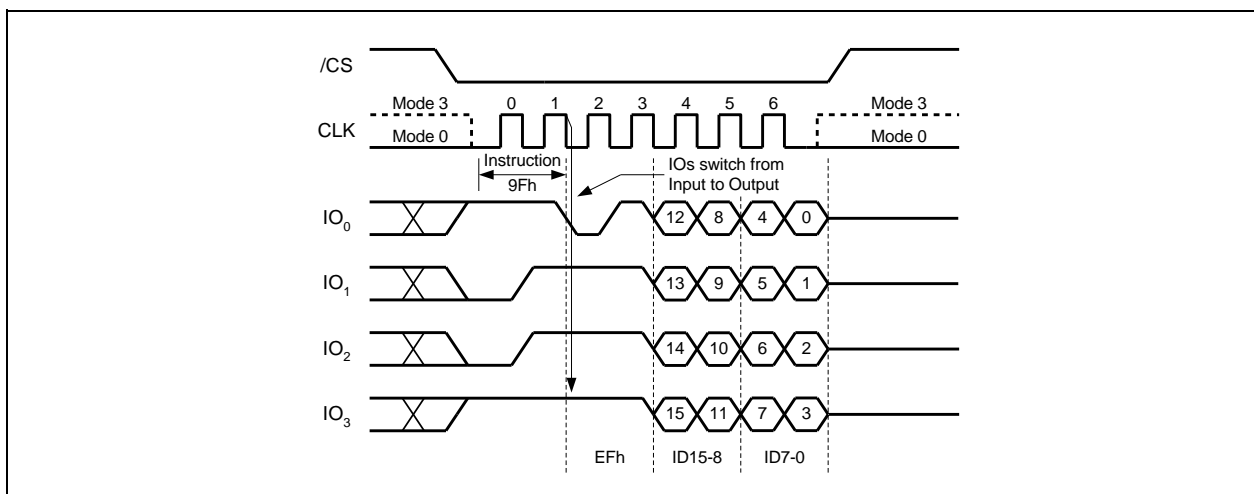 /CS
Mode 3 0 1 2 3 4 5 6 Mode 3
CLK
Mode 0 Mode 0
Instruction
9Fh
IOs switch from
Input to Output
IO0 12 8 4 0
IO1 13 9 5 1
IO2 14 10 6 2
IO3 15 11 7 3
EFh ID15-8 ID7-0